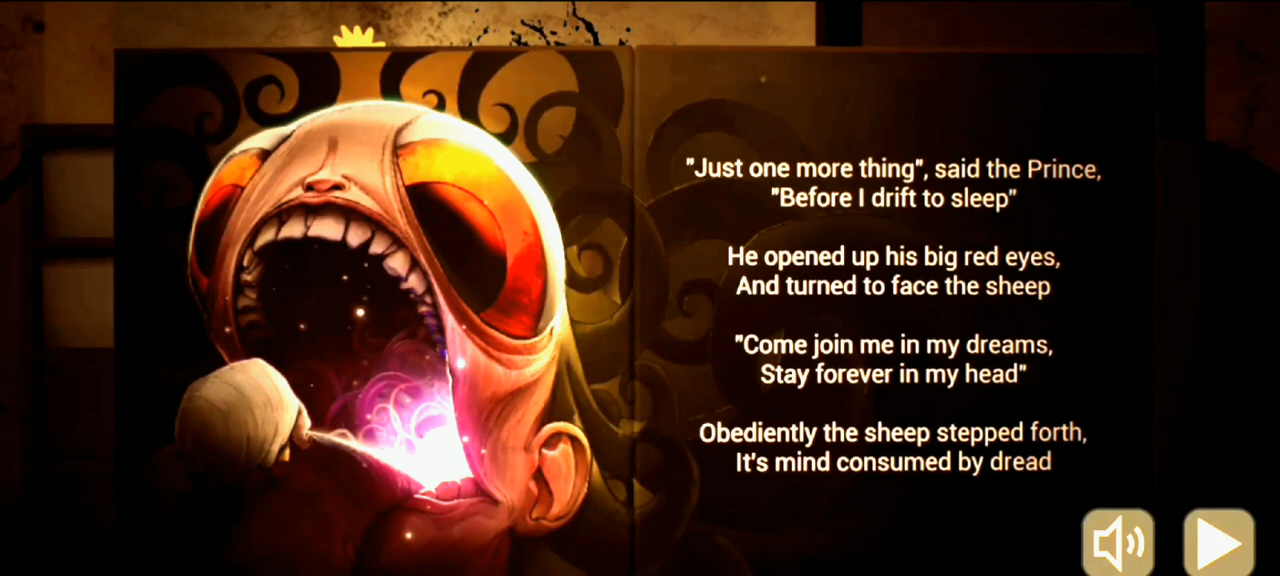 "Just one more thing", said the Prince,
"Before I drift to sleep"
He opened up his big red eyes,
And turned to face the sheep
"Come join me in my dreams,
Stay forever in my head"
Obediently the sheep stepped forth,
It's mind consumed by dread